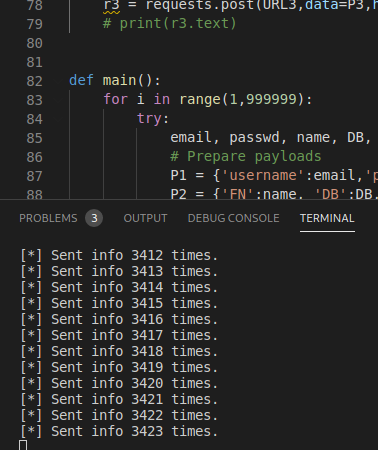 78 r3 = requests.post(URL3,data=P3,h
79 # print(r3.text)
80
81
82 def main():
83 for i in range(1,999999):
84 try:
85 email, passwd, name, DB,
86 # Prepare payloads
87 P1 = {'username':email,'p
88 P2 = {'FN':name, 'DB':DB,
PROBLEMS 3 OUTPUT DEBUG CONSOLE TERMINAL
[*] Sent info 3412 times.
[*] Sent info 3413 times.
[*] Sent info 3414 times.
[*] Sent info 3415 times.
[*] Sent info 3416 times.
[*] Sent info 3417 times.
[*] Sent info 3418 times.
[*] Sent info 3419 times.
[*] Sent info 3420 times.
[*] Sent info 3421 times.
[*] Sent info 3422 times.
[*] Sent info 3423 times.